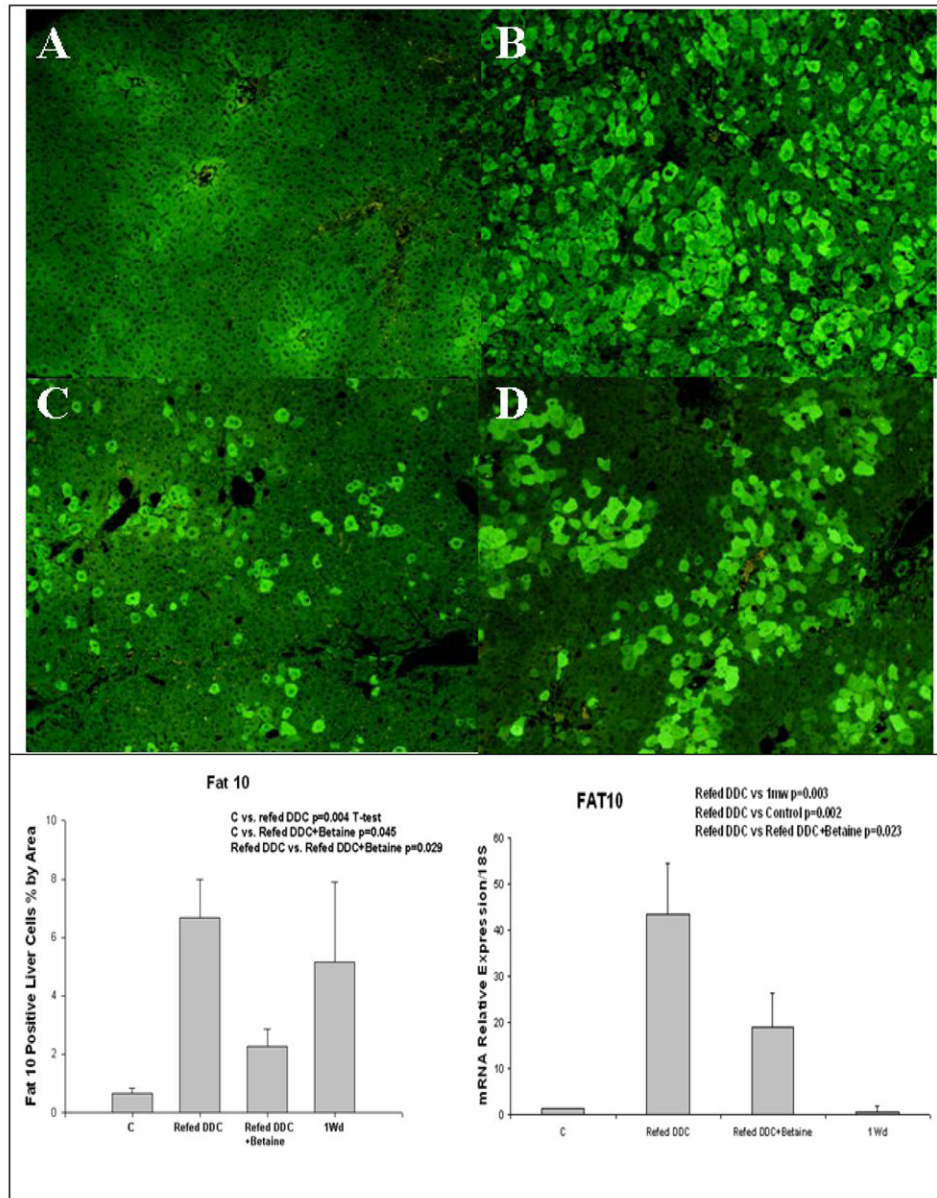 A
B
C
D
Fat 10
C vs. refed DDC p=0.004 T-test
C vs. Refed DDC+Betaine p=0.045
Refed DDC vs. Refed DDC+Betaine p=0.029
Fat 10 Positive Liver Cells % by Area
10
8
6
4
2
0
C
Refed DDC
Refed DDC
+Betaine
1Wd
FAT10
Refed DDC vs 1mw p=0.003
Refed DDC vs Control p=0.002
Refed DDC vs Refed DDC+Betaine p=0.023
mRNA Relative Expression/18S
60
50
40
30
20
10
0
C
Refed DDC
Refed DDC+Betaine
1Wd